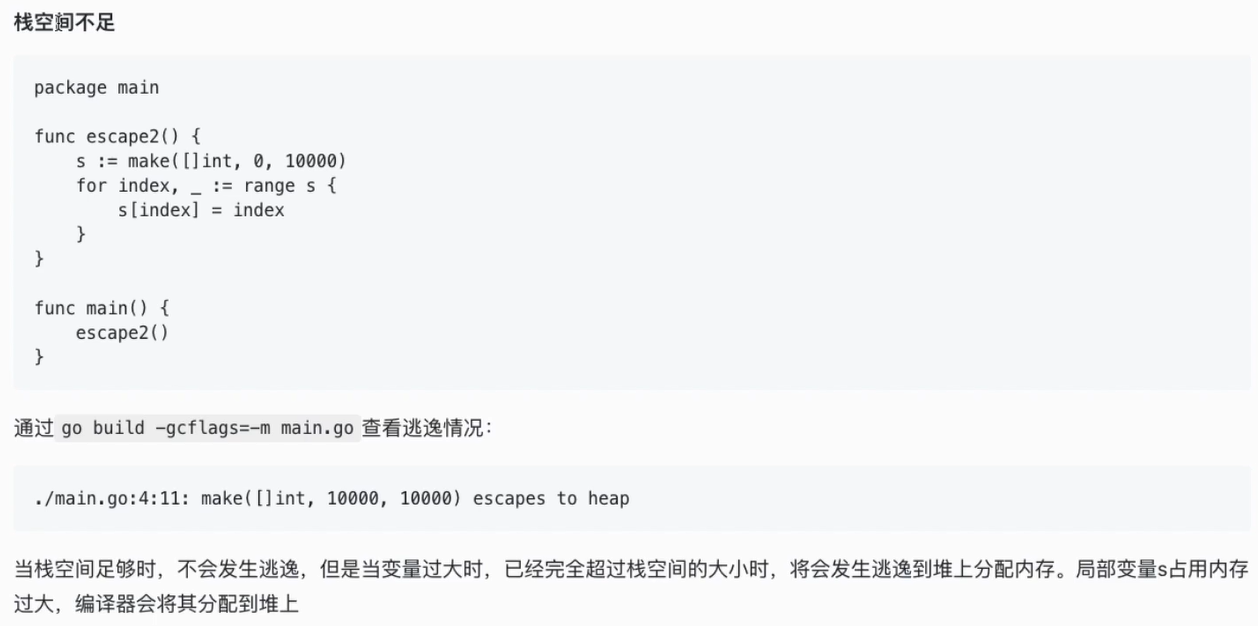 栈空间不足
package main
func escape2() {
    s := make([]int, 0, 10000)
    for index, _ := range s {
        s[index] = index
    }
}
func main() {
    escape2()
}
通过 go build -gcflags=-m main.go 查看逃逸情况：
./main.go:4:11: make([]int, 10000, 10000) escapes to heap
当栈空间足够时，不会发生逃逸，但是当变量过大时，已经完全超过栈空间的大小时，将会发生逃逸到堆上分配内存。局部变量s占用内存
过大，编译器会将其分配到堆上